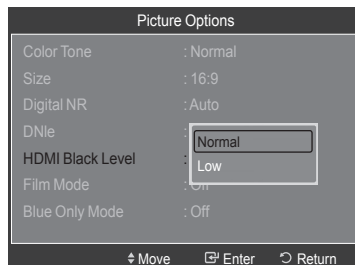 Picture Options
Color Tone : Normal
Size : 16:9
Digital NR : Auto
DNIe :
Normal
HDMI Black Level :
Low
Film Mode : Off
Blue Only Mode : Off
Move Enter Return